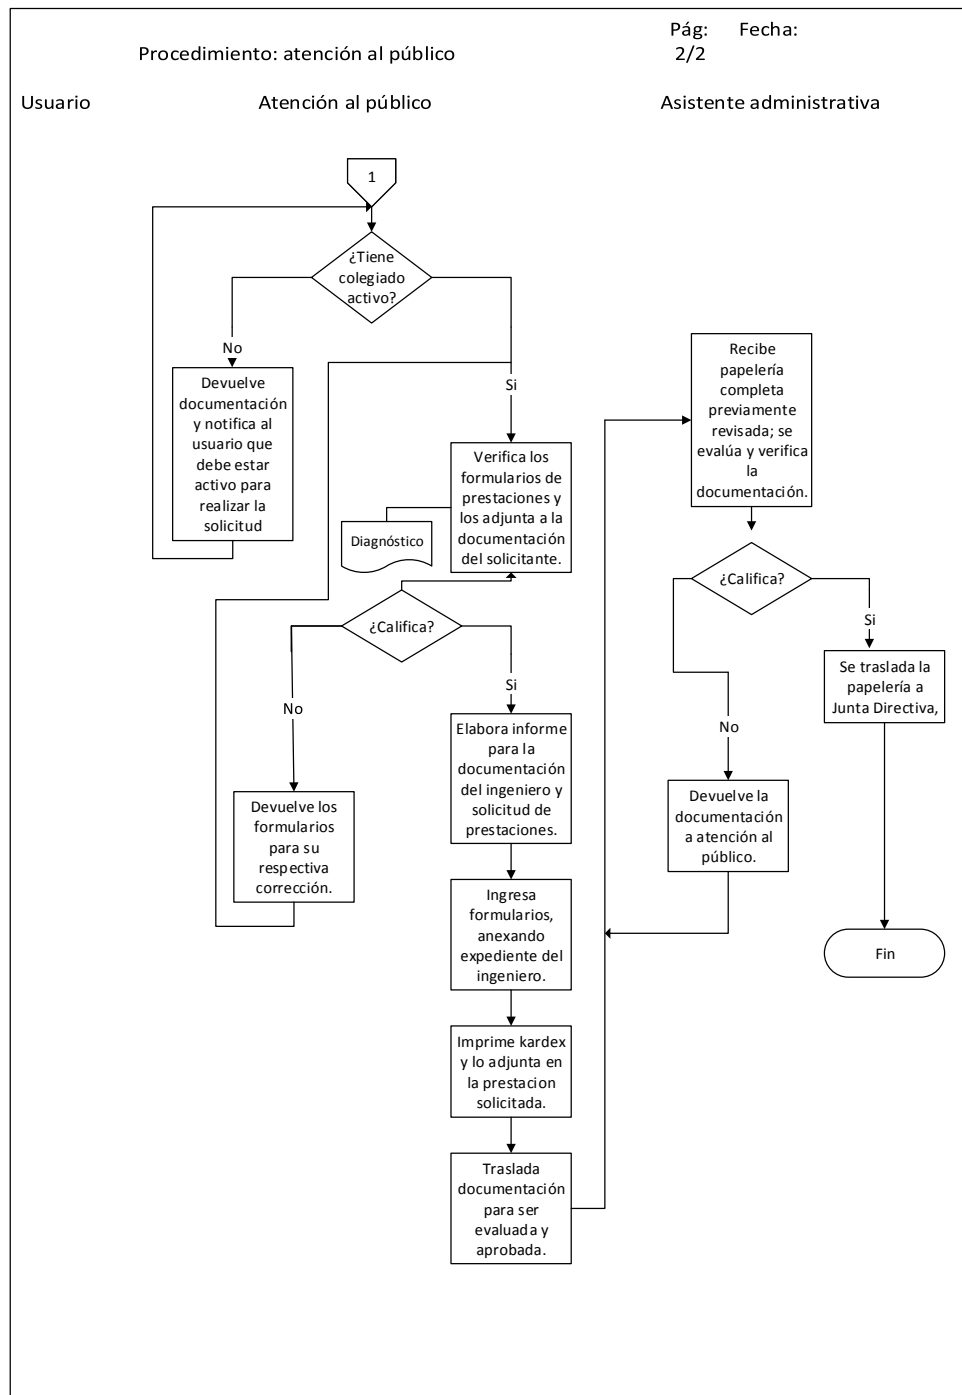 Pág: Fecha:
Procedimiento: atención al público 2/2
Usuario Atención al público Asistente administrativa
1
¿Tiene
colegiado
activo?
No
Si
Devuelve
documentación
y notifica al
usuario que
debe estar
activo para
realizar la
solicitud
Verifica los
formularios de
prestaciones y
los adjunta a la
documentación
del solicitante.
Diagnóstico
¿Califica?
No
Si
Devuelve los
formularios
para su
respectiva
corrección.
Elabora informe
para la
documentación
del ingeniero y
solicitud de
prestaciones.
Ingresa
formularios,
anexando
expediente del
ingeniero.
Imprime kardex
y lo adjunta en
la prestacion
solicitada.
Traslada
documentación
para ser
evaluada y
aprobada.
Recibe
papelería
completa
previamente
revisada; se
evalúa y verifica
la
documentación.
¿Califica?
Si
No
Se traslada la
papelería a
Junta Directiva,
Devuelve la
documentación
a atención al
público.
Fin